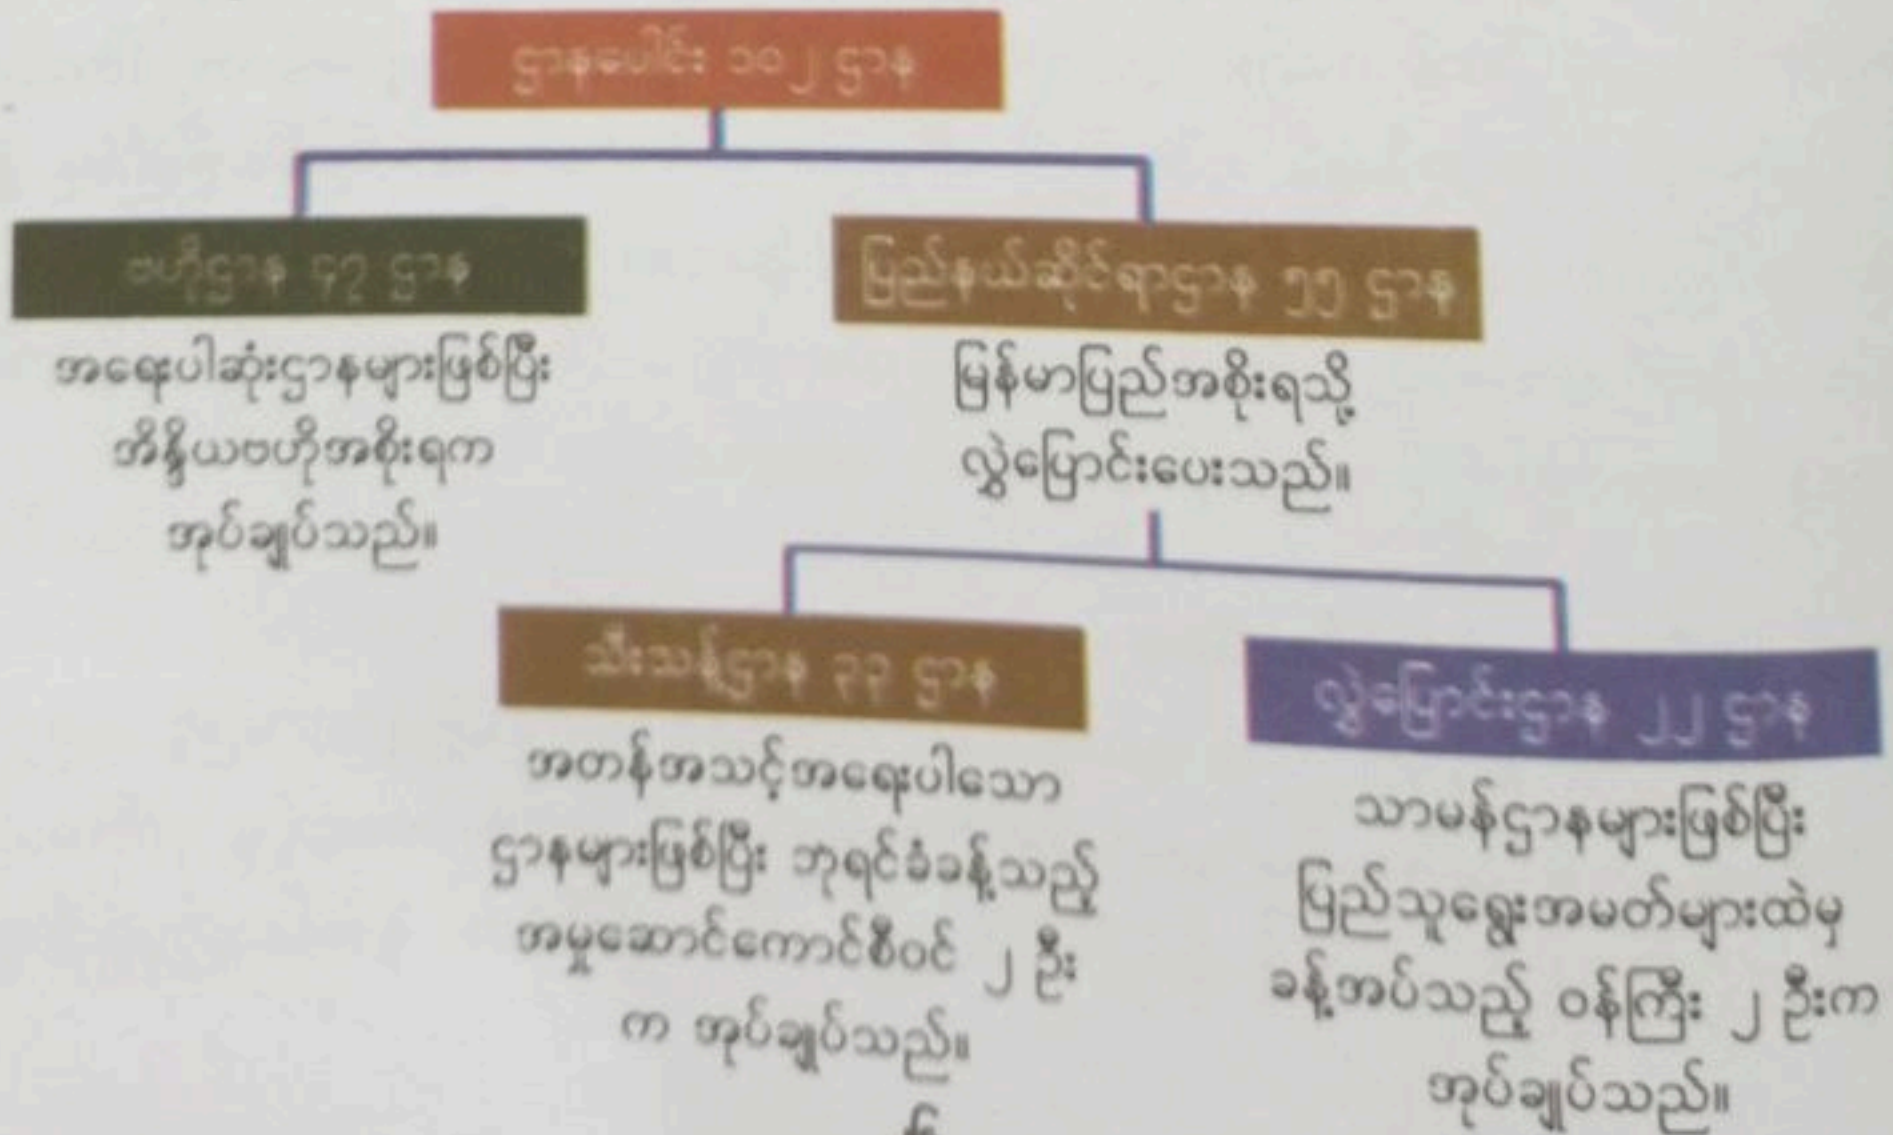 ဌာနပေါင်း ၁၀၂ ဌာန
ဗဟိုဌာန ၄၇ ဌာန
အရေးပါဆုံးဌာနများဖြစ်ပြီး
အိန္ဒိယဗဟိုအစိုးရက
အုပ်ချုပ်သည်။
ပြည်နယ်ဆိုင်ရာဌာန ၅၅ ဌာန
မြန်မာပြည်အစိုးရသို့
လွှဲပြောင်းပေးသည်။
သီးသန့်ဌာန ၃၃ ဌာန
အတန်အသင့်အရေးပါသော
ဌာနများဖြစ်ပြီး ဘုရင်ခံခန့်သည့်
အမှုဆောင်ကောင်စီဝင် ၂ ဦး
က အုပ်ချုပ်သည်။
လွှဲပြောင်းဌာန ၂၂ ဌာန
သာမန်ဌာနများဖြစ်ပြီး
ပြည်သူရွေးအမတ်များထဲမှ
ခန့်အပ်သည့် ဝန်ကြီး ၂ ဦးက
အုပ်ချုပ်သည်။